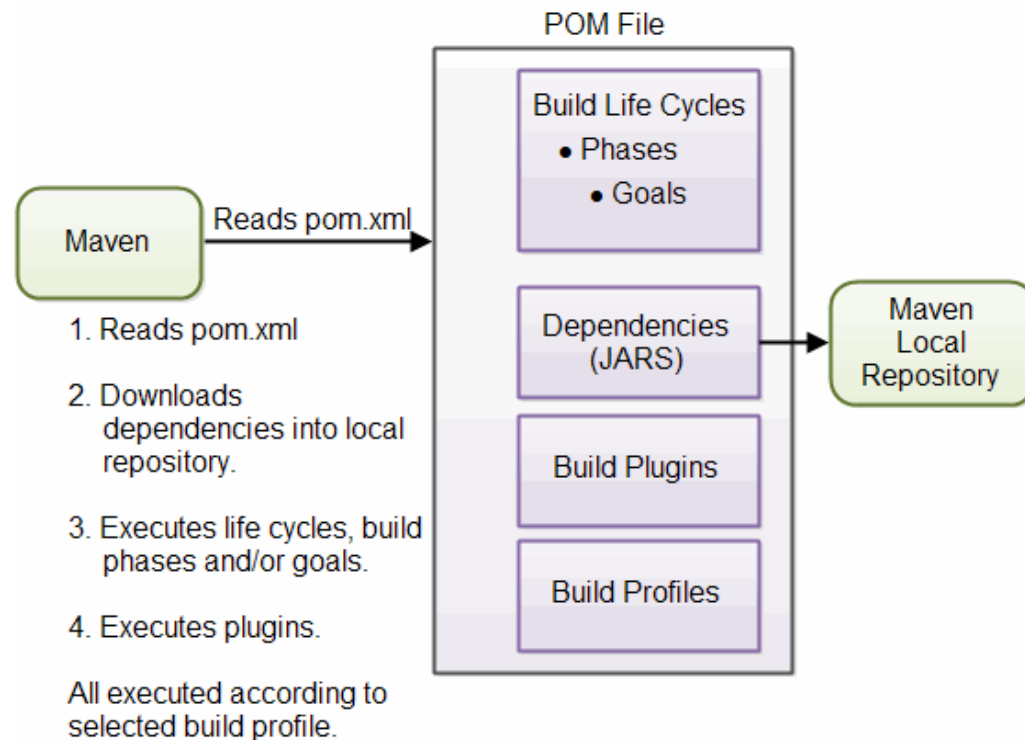 POM File
Build Life Cycles
• Phases
• Goals
Maven
Reads pom.xml
Dependencies
(JARS)
Maven
Local
Repository
Build Plugins
Build Profiles
1. Reads pom.xml
2. Downloads
dependencies into local
repository.
3. Executes life cycles, build
phases and/or goals.
4. Executes plugins.
All executed according to
selected build profile.